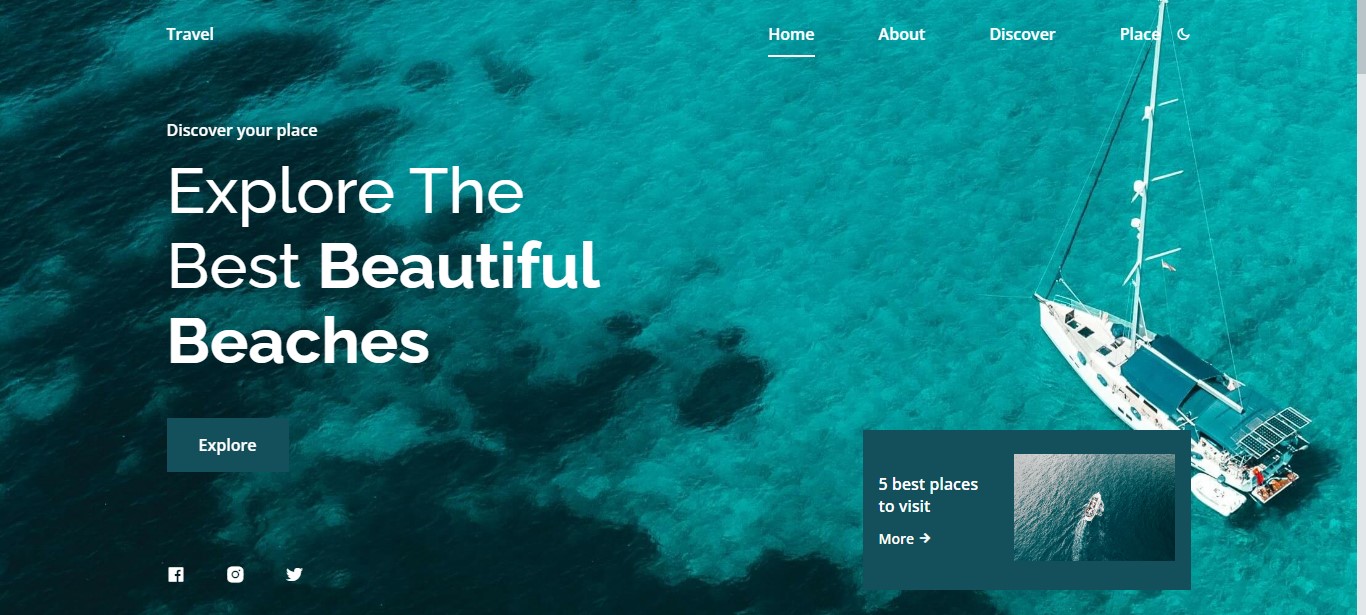 Travel
Home
About
Discover
Place
Discover your place
Explore The
Best Beautiful
Beaches
Explore
5 best places
to visit
More